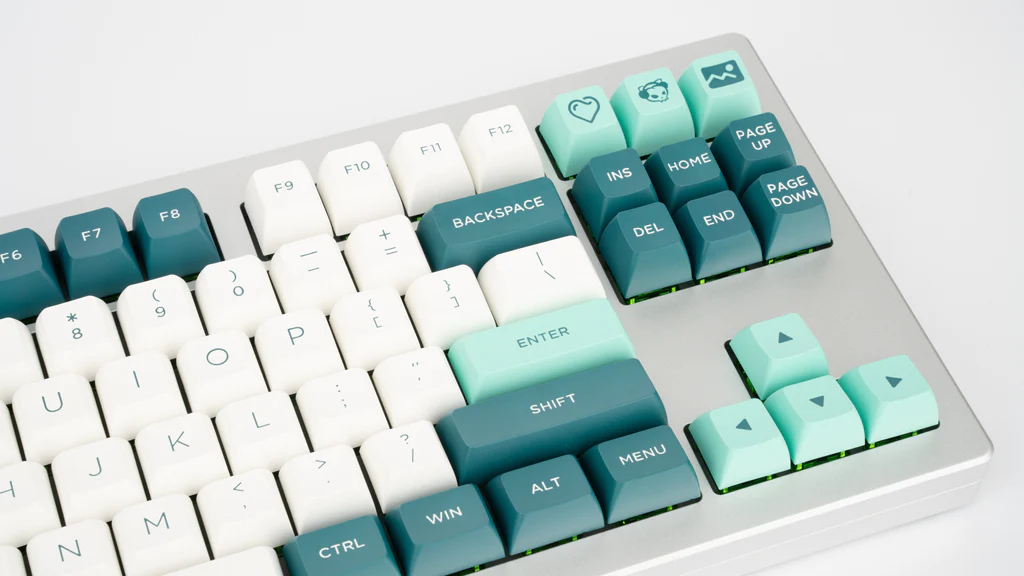 F6
F7
F8
F9
F10
F11
F12
*
8
(
9
)
0
—
–
+
=
BACKSPACE
INS
HOME
PAGE
UP
U
I
O
P
{
[
}
]
|
\
DEL
END
PAGE
DOWN
H
J
K
L
:
;
"
'
ENTER
N
M
<
,
>
.
?
/
SHIFT
CTRL
WIN
ALT
MENU